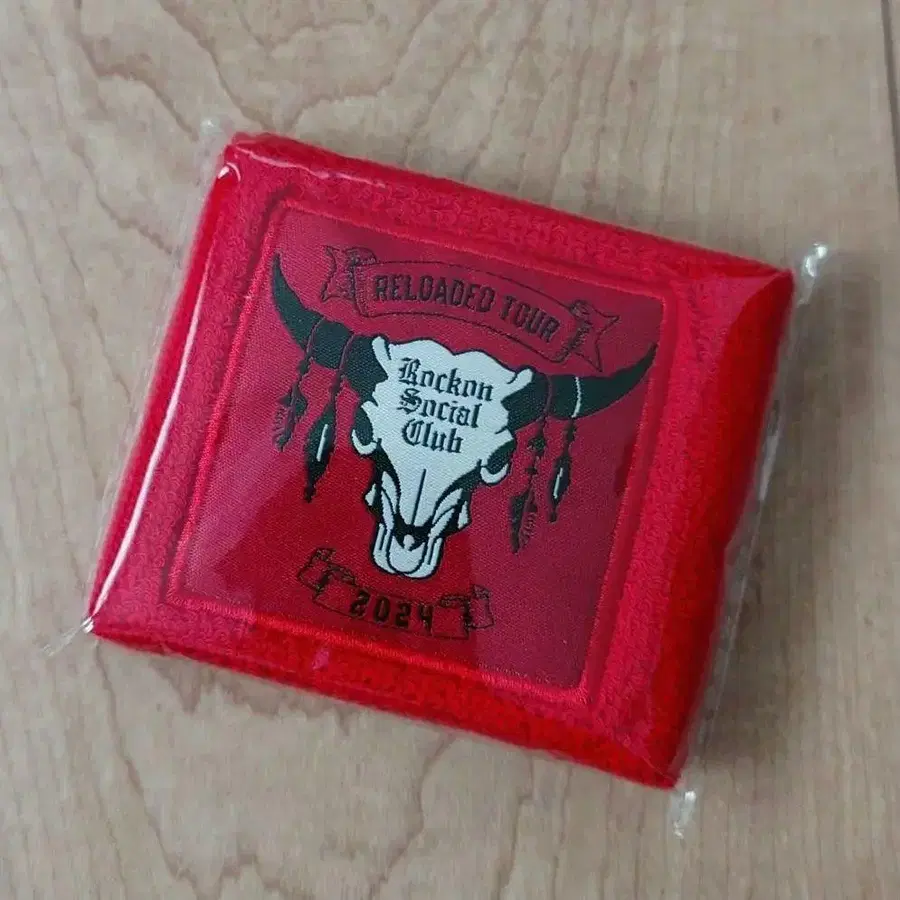 RELOADED TOUR
Rockon
Social
Club
2024